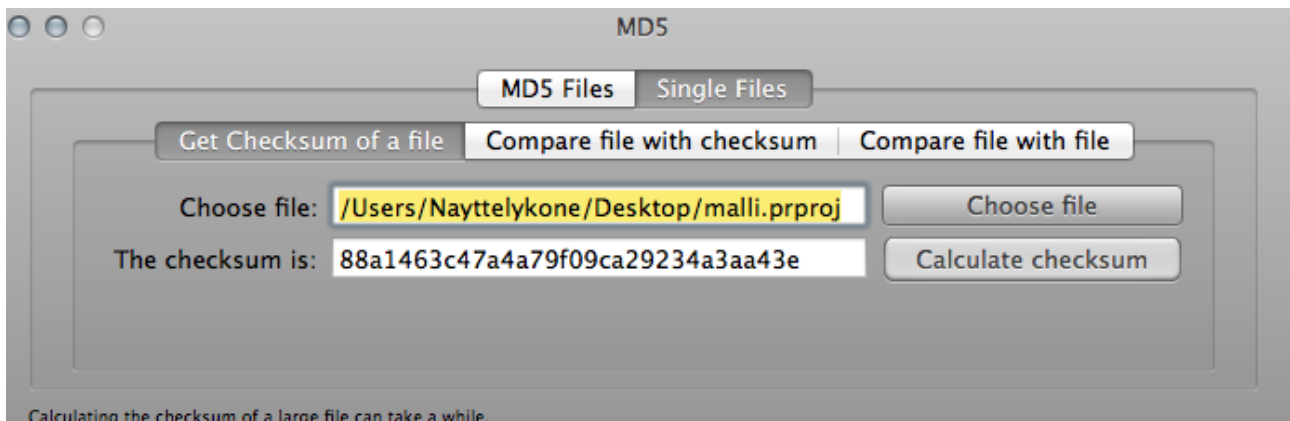 MD5
MD5 Files Single Files
Get Checksum of a file Compare file with checksum Compare file with file
Choose file: /Users/Nayttelykone/Desktop/malli.prproj Choose file
The checksum is: 88a1463c47a4a79f09ca29234a3aa43e Calculate checksum
Calculating the checksum of a large file can take a while.